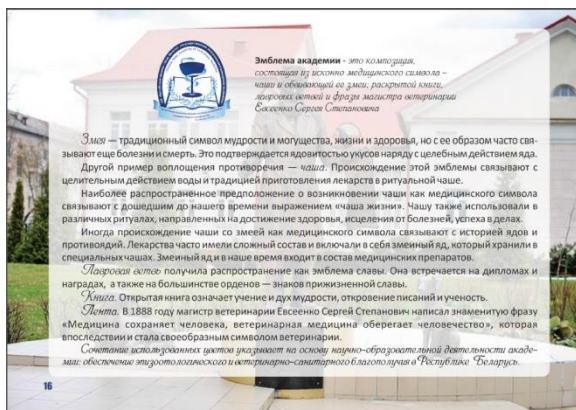 Эмблема академии - это композиция,
состоящая из исконно медицинского символа –
чаши и обвивающей ее змеи; раскрытой книги,
лавровых ветвей и фразы магистра ветеринарии
Евсеенко Сергея Степановича
Змея — традиционный символ мудрости и могущества, жизни и здоровья, но с ее образом часто свя-
зывают еще болезни и смерть. Это подтверждается ядовитостью укусов наряду с целебным действием яда.
Другой пример воплощения противоречия — чаша. Происхождение этой эмблемы связывают с
целительным действием воды и традицией приготовления лекарств в ритуальной чаше.
Наиболее распространенное предположение о возникновении чаши как медицинского символа
связывают с дошедшим до нашего времени выражением «чаша жизни». Чашу также использовали в
различных ритуалах, направленных на достижение здоровья, исцеления от болезней, успеха в делах.
Иногда происхождение чаши со змеей как медицинского символа связывают с историей ядов и
противоядий. Лекарства часто имели сложный состав и включали в себя змеиный яд, который хранили в
специальных чашах. Змеиный яд и в наше время входит в состав медицинских препаратов.
Лавровая ветвь получила распространение как эмблема славы. Она встречается на дипломах и
наградах, а также на большинстве орденов — знаков прижизненной славы.
Книга. Открытая книга означает учение и дух мудрости, откровение писаний и ученость.
Лента. В 1888 году магистр ветеринарии Евсеенко Сергей Степанович написал знаменитую фразу
«Медицина сохраняет человека, ветеринарная медицина оберегает человечество», которая
впоследствии и стала своеобразным символом ветеринарии.
Сочетание использованных цветов указывает на основу научно-образовательной деятельности акаде-
мии: обеспечение эпизоотологического и ветеринарно-санитарного благополучия в Республике Беларусь.
16